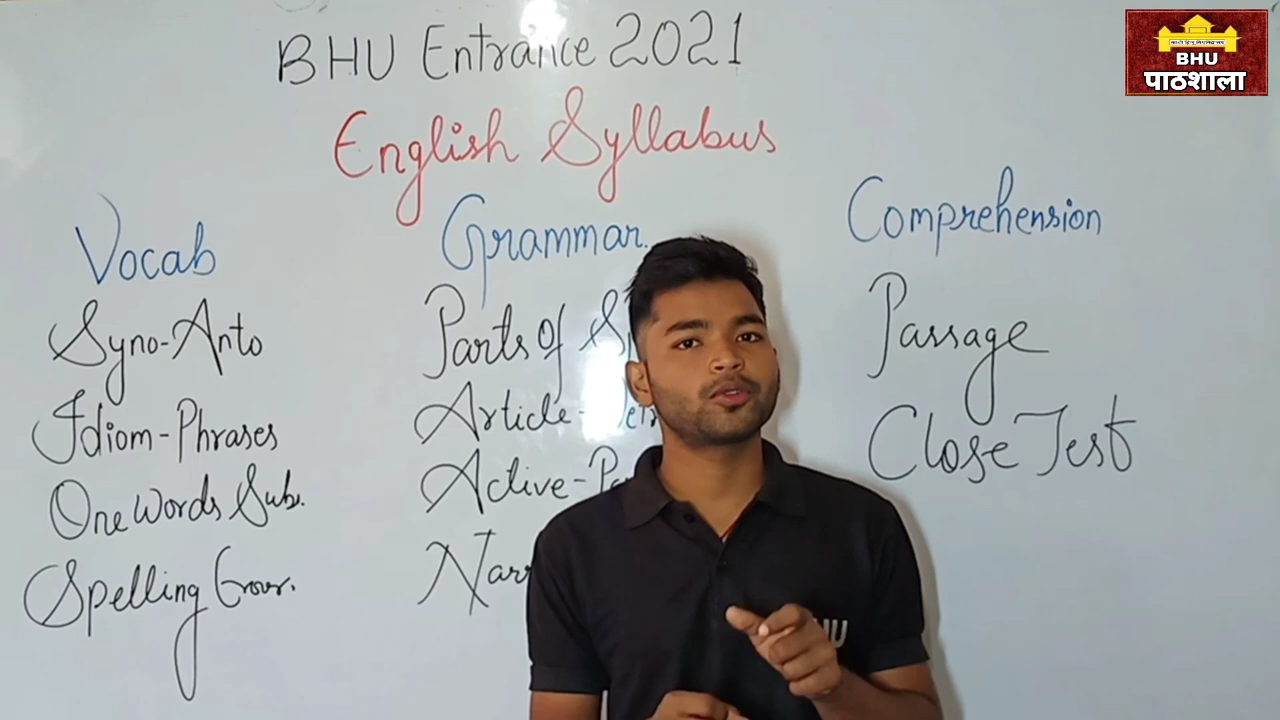 BHU Entrance 2021
English Syllabus
Vocab
Syno-Anto
Idiom-Phrases
One Words Sub.
Spelling Error.
Grammar
Parts Of
Article-
Active-
Comprehension
Passage
Close Test
BHU
पाठशाला